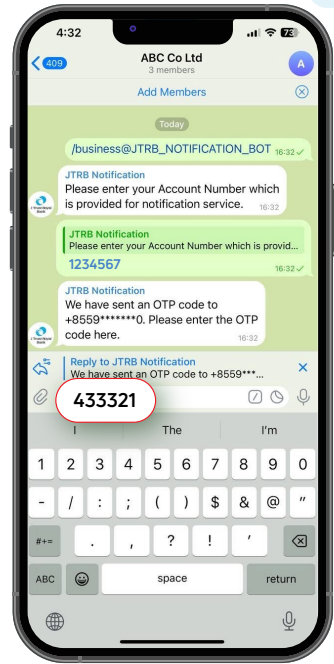 4:32
73
409
ABC Co Ltd
3 members
A
Add Members
Today
/business@JTRB_NOTIFICATION_BOT 16:32
JTRB Notification
Please enter your Account Number which
is provided for notification service. 16:32
JTRB Notification
Please enter your Account Number which is provid...
1234567
16:32
JTRB Notification
We have sent an OTP code to
+8559*******0. Please enter the OTP
code here.
16:32
Reply to JTRB Notification
We have sent an OTP code to +8559***...
433321
I The I'm
1 2 3 4 5 6 7 8 9 0
- / : ; ( ) $ & @ "
#+= . , ? ! '
ABC space return